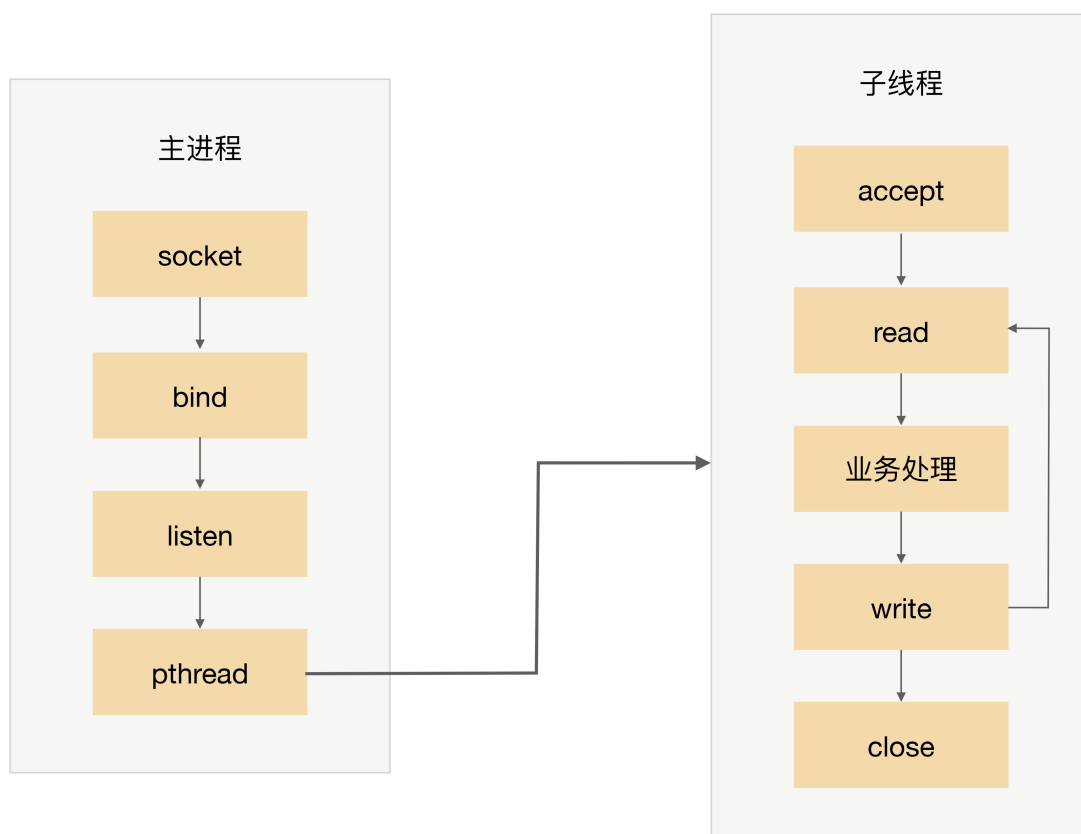 主进程
socket
bind
listen
pthread
子线程
accept
read
业务处理
write
close